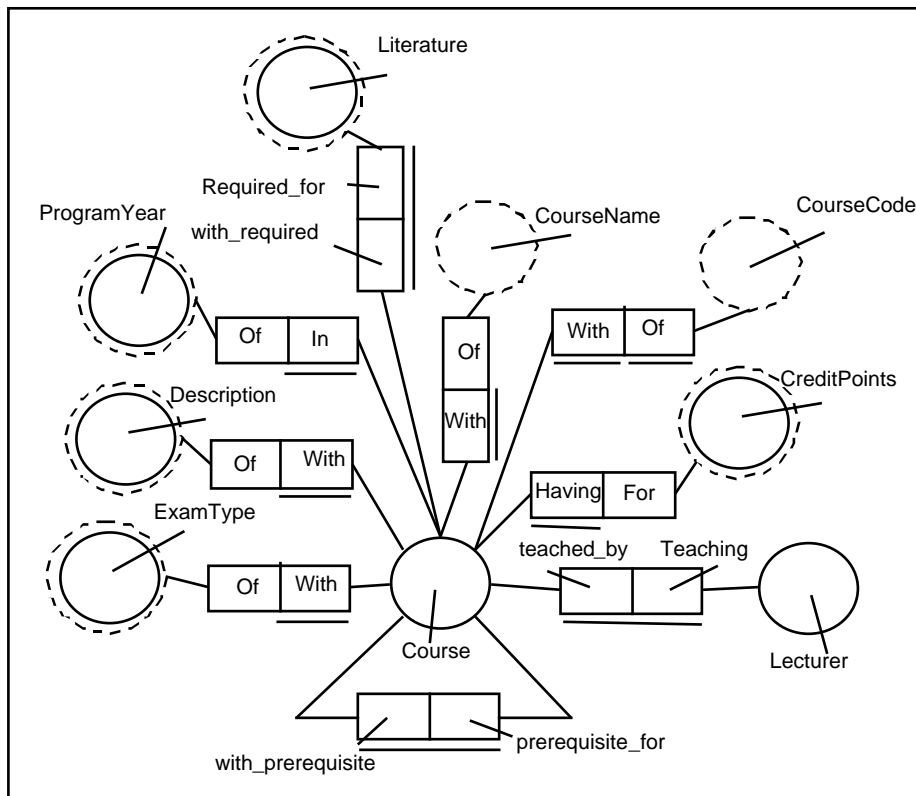 Literature
Required_for
ProgramYear
with_required
CourseName
CourseCode
Of
In
Of
With
With
Of
Description
Of
With
CreditPoints
Having
For
ExamType
Of
With
teached_by
Teaching
Course
Lecturer
with_prerequisite
prerequisite_for